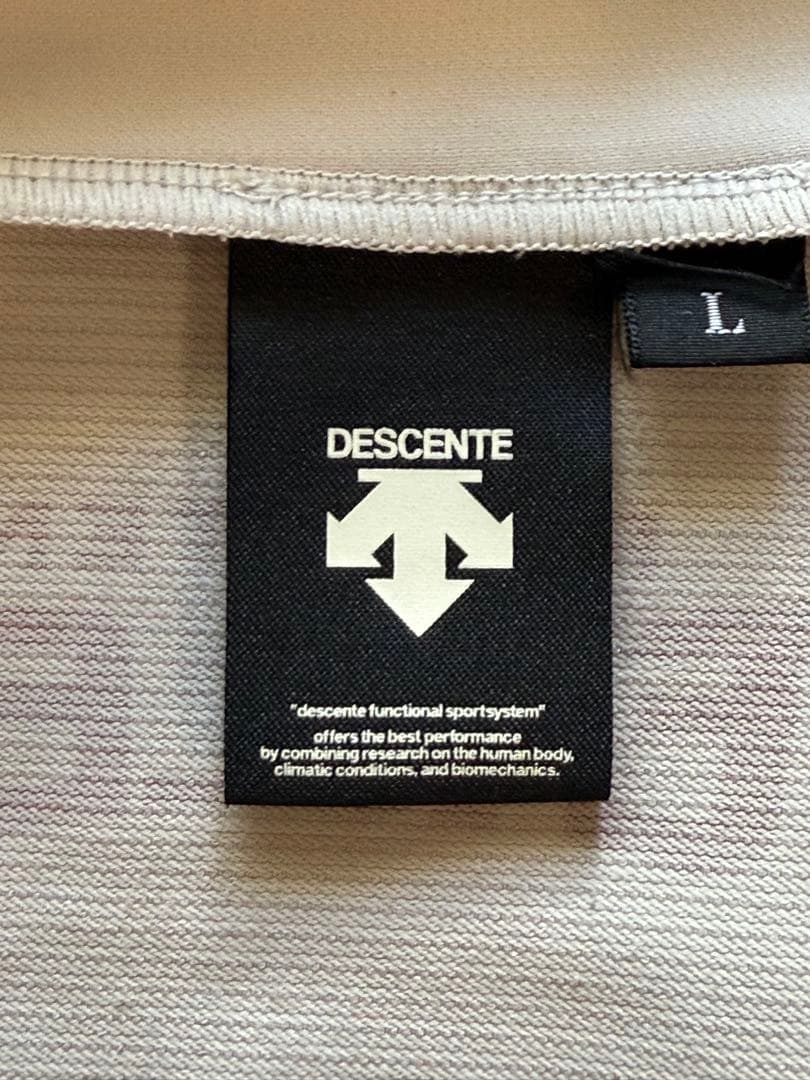 L
DESCENTE
"descente functional sportsystem"
offers the best performance
by combining research on the human body,
climatic conditions, and biomechanics.